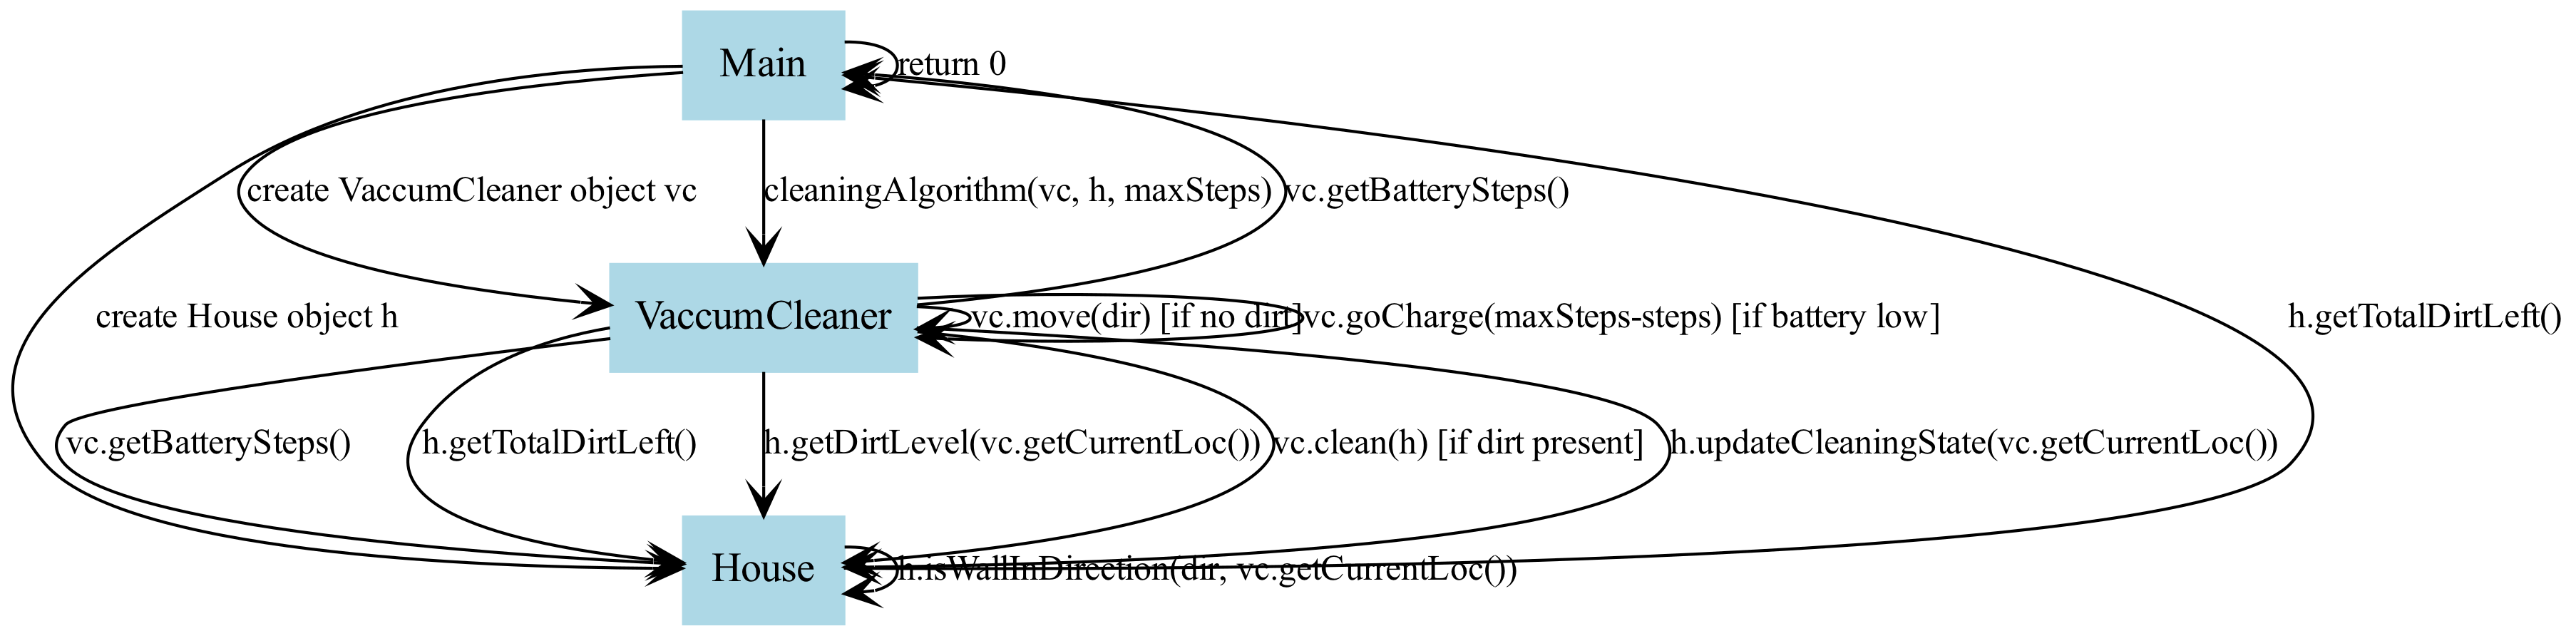 Main
return 0
create VaccumCleaner object vc
cleaningAlgorithm(vc, h, maxSteps)
vc.getBatterySteps()
create House object h
VaccumCleaner
vc.move(dir) [if no dirt]
vc.goCharge(maxSteps-steps) [if battery low]
h.getTotalDirtLeft()
vc.getBatterySteps()
h.getTotalDirtLeft()
h.getDirtLevel(vc.getCurrentLoc())
vc.clean(h) [if dirt present]
h.updateCleaningState(vc.getCurrentLoc())
House
h.isWallInDirection(dir, vc.getCurrentLoc())